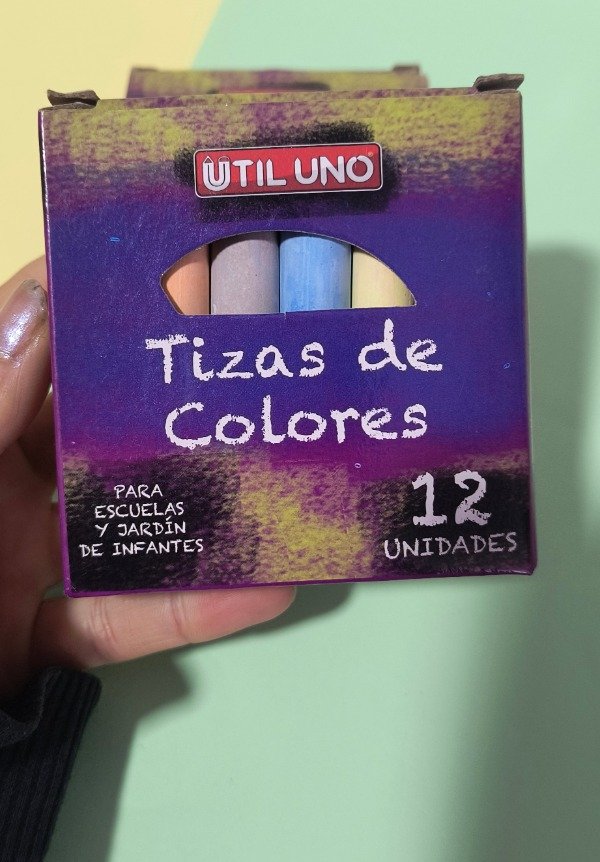 ÚTIL UNO
Tizas de
Colores
PARA
ESCUELAS
Y JARDÍN
DE INFANTES
12
UNIDADES